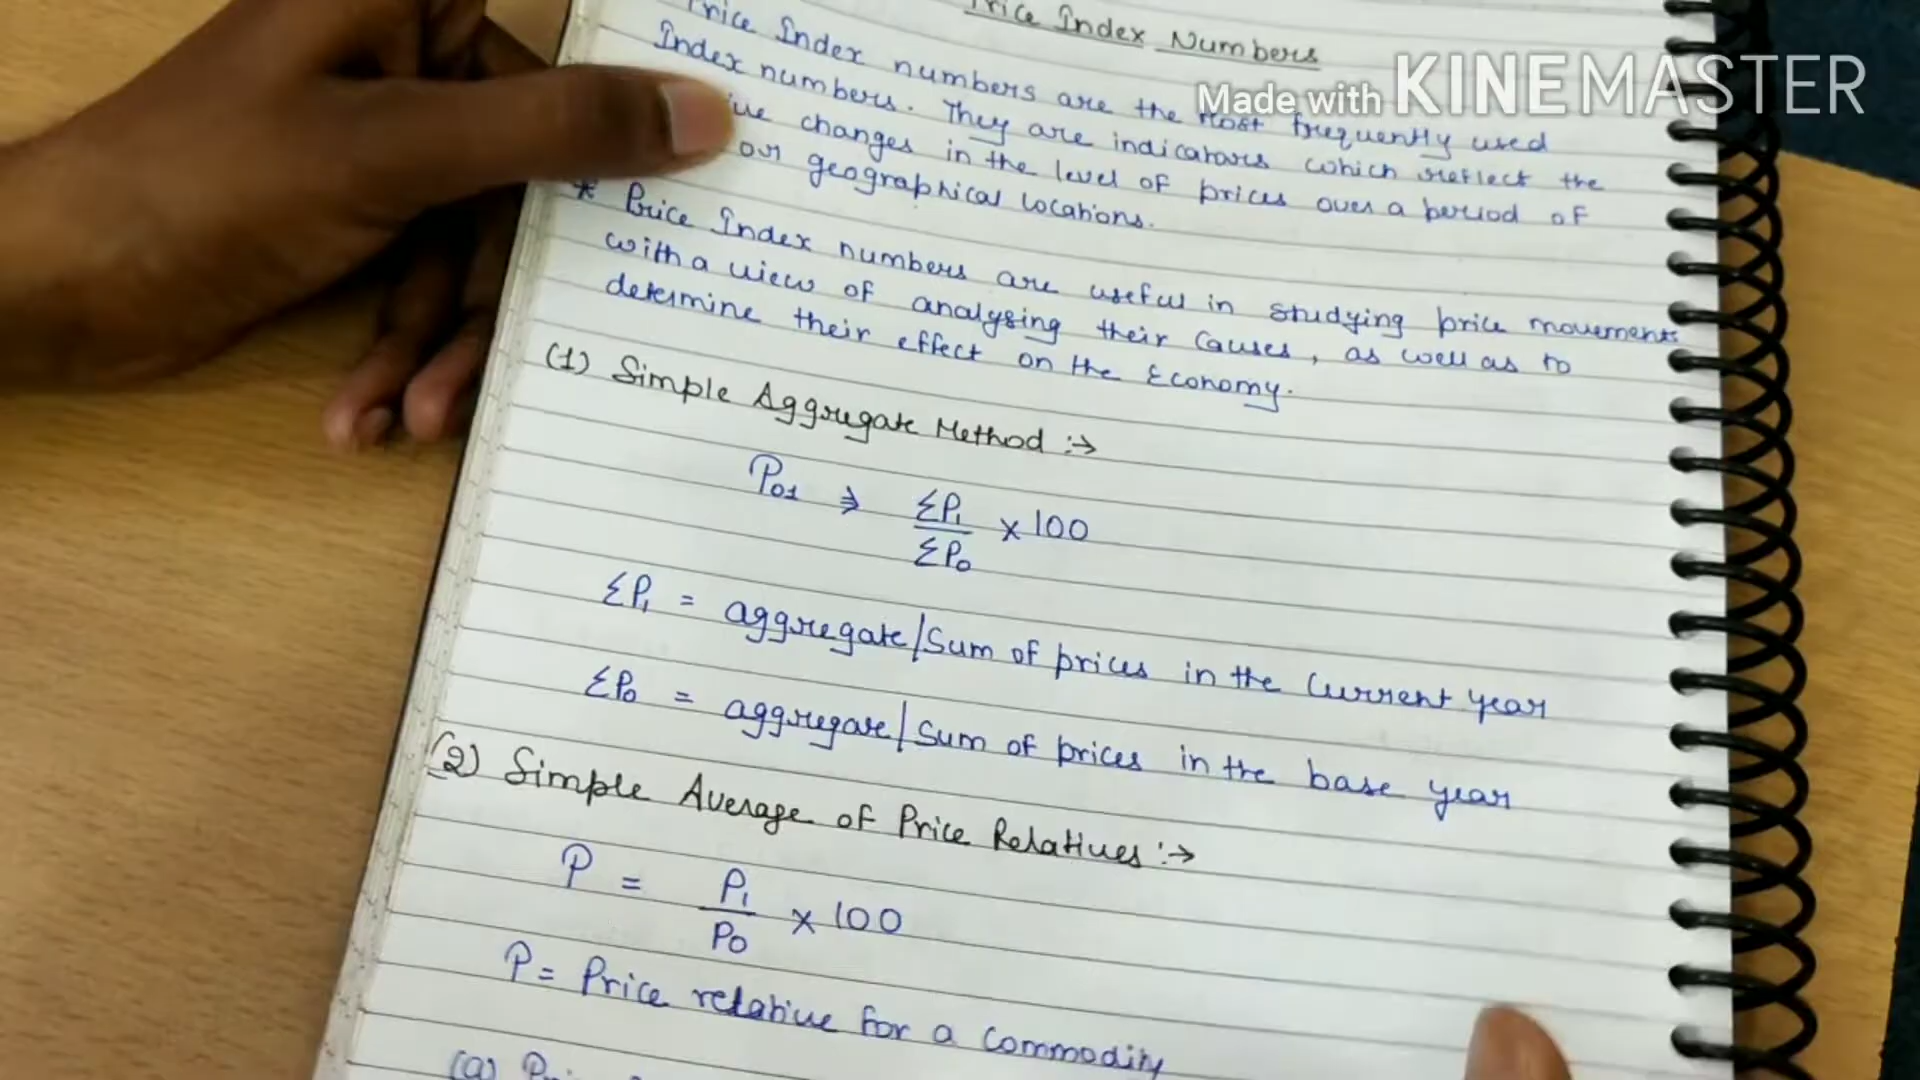 Price Index Numbers
Made with KINEMASTER
Price Index numbers are the most frequently used
Index numbers. They are indicators which reflect the
changes in the level of prices over a period of
or geographical locations.
* Price Index numbers are useful in studying price movements
with a view of analysing their causes, as well as to
determine their effect on the Economy.
(1) Simple Aggregate Method :→
P01 ⇒ ΣP1 / ΣP0 × 100
ΣP1 = aggregate/Sum of prices in the Current year
ΣP0 = aggregate/Sum of prices in the base year
(2) Simple Average of Price Relatives :→
P = P1 / P0 × 100
P = Price relative for a commodity
(a)